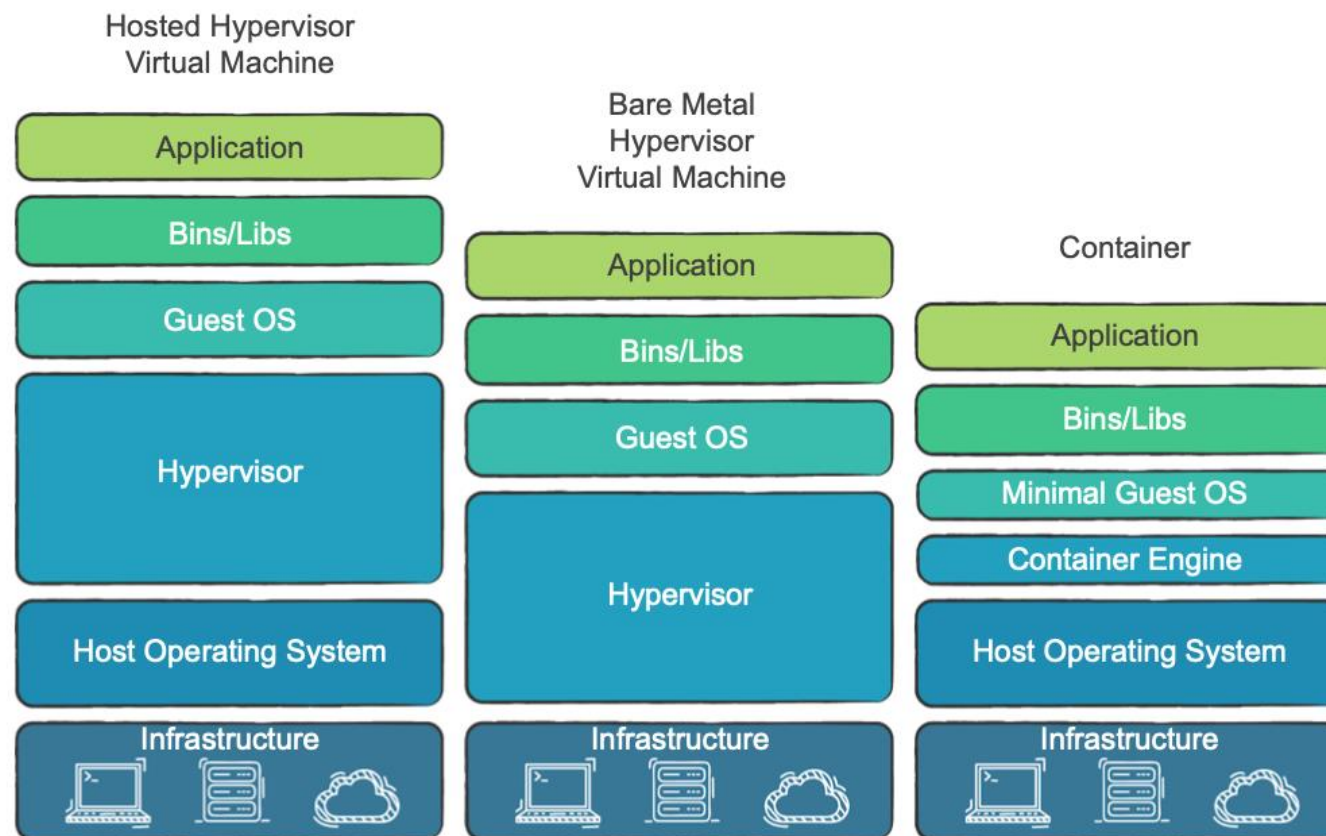 Hosted Hypervisor
Virtual Machine
Application
Bins/Libs
Guest OS
Hypervisor
Host Operating System
Infrastructure
Bare Metal
Hypervisor
Virtual Machine
Application
Bins/Libs
Guest OS
Hypervisor
Infrastructure
Container
Application
Bins/Libs
Minimal Guest OS
Container Engine
Host Operating System
Infrastructure